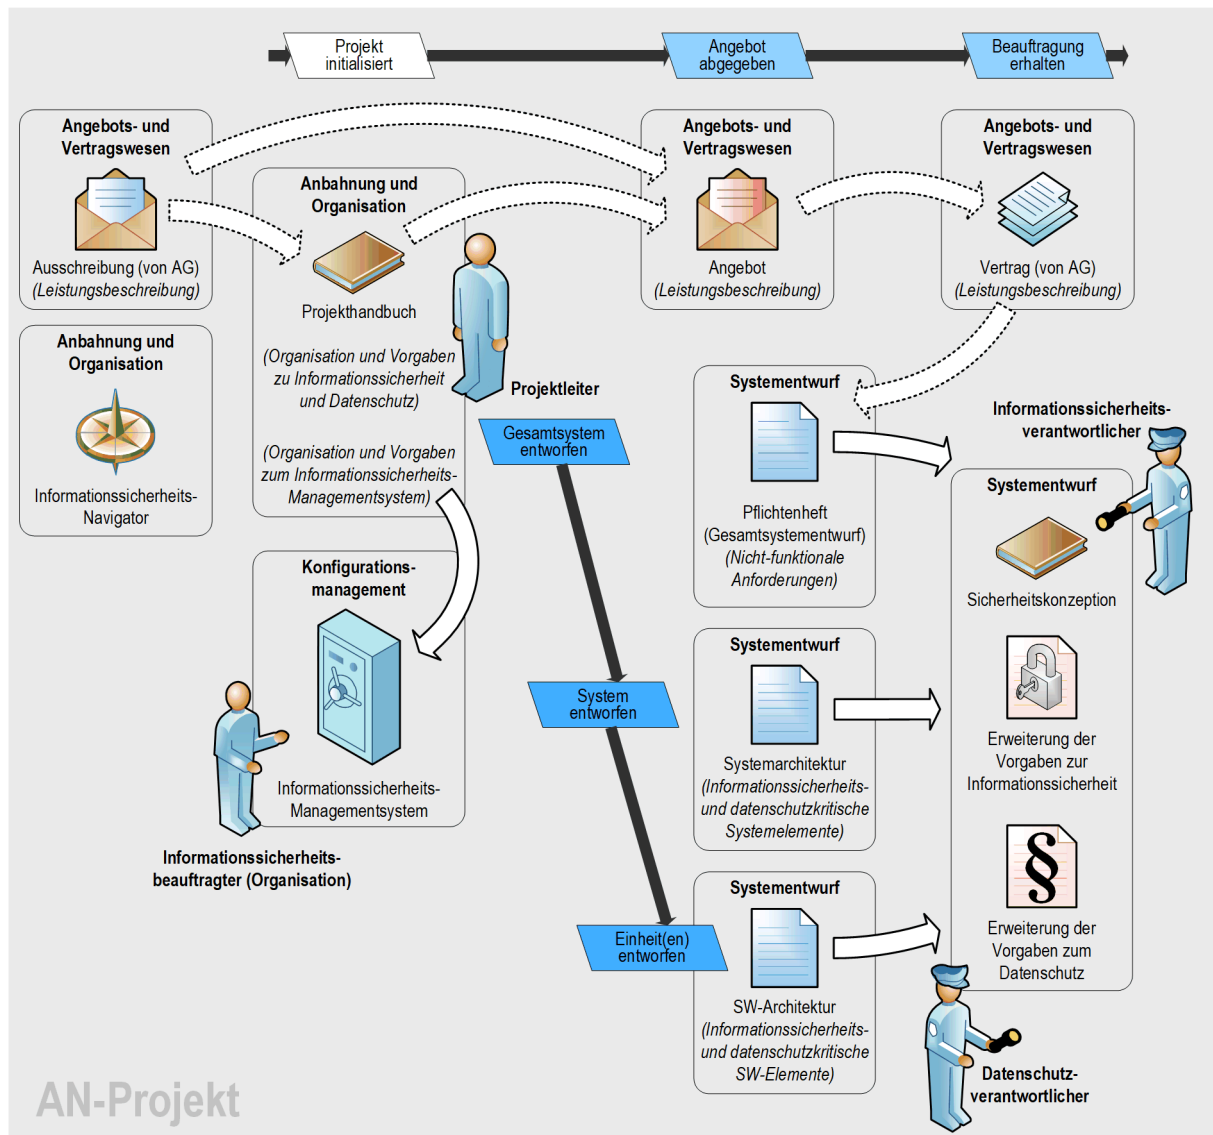 Projekt
initialisiert
Angebot
abgegeben
Beauftragung
erhalten
Angebots- und
Vertragswesen
Ausschreibung (von AG)
(Leistungsbeschreibung)
Anbahnung und
Organisation
Projekthandbuch
(Organisation und Vorgaben
zu Informationssicherheit
und Datenschutz)
(Organisation und Vorgaben
zum Informationssicherheits-
Managementsystem)
Projektleiter
Angebots- und
Vertragswesen
Angebot
(Leistungsbeschreibung)
Angebots- und
Vertragswesen
Vertrag (von AG)
(Leistungsbeschreibung)
Anbahnung und
Organisation
Informationssicherheits-
Navigator
Gesamtsystem
entworfen
Systementwurf
Pflichtenheft
(Gesamtsystementwurf)
(Nicht-funktionale
Anforderungen)
Informationssicherheits-
verantwortlicher
Systementwurf
Sicherheitskonzeption
Erweiterung der
Vorgaben zur
Informationssicherheit
§
Erweiterung der
Vorgaben zum
Datenschutz
Konfigurations-
management
Informationssicherheits-
Managementsystem
Informationssicherheits-
beauftragter (Organisation)
System
entworfen
Systementwurf
Systemarchitektur
(Informationssicherheits-
und datenschutzkritische
Systemelemente)
Einheit(en)
entworfen
Systementwurf
SW-Architektur
(Informationssicherheits-
und datenschutzkritische
SW-Elemente)
Datenschutz-
verantwortlicher
AN-Projekt